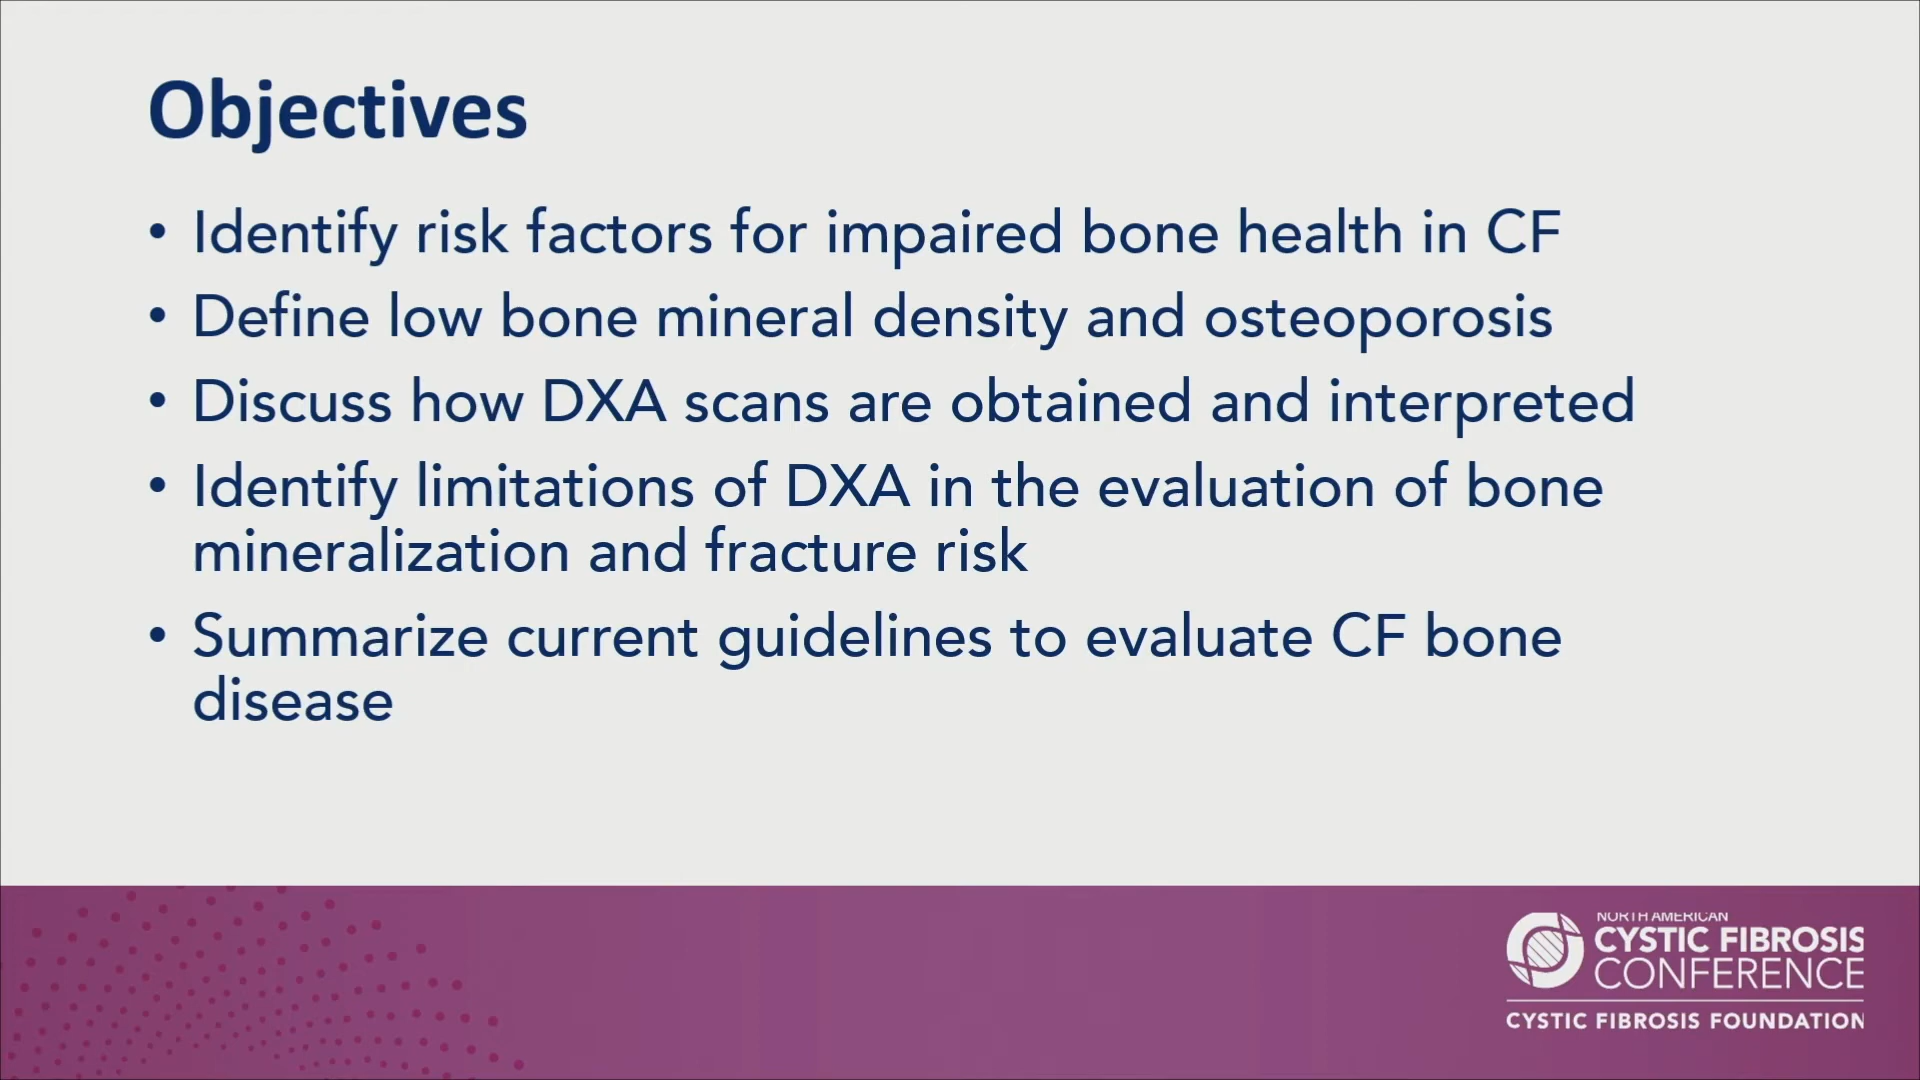 Objectives
• Identify risk factors for impaired bone health in CF
• Define low bone mineral density and osteoporosis
• Discuss how DXA scans are obtained and interpreted
• Identify limitations of DXA in the evaluation of bone
mineralization and fracture risk
• Summarize current guidelines to evaluate CF bone
disease
NORTH AMERICAN
CYSTIC FIBROSIS
CONFERENCE
CYSTIC FIBROSIS FOUNDATION